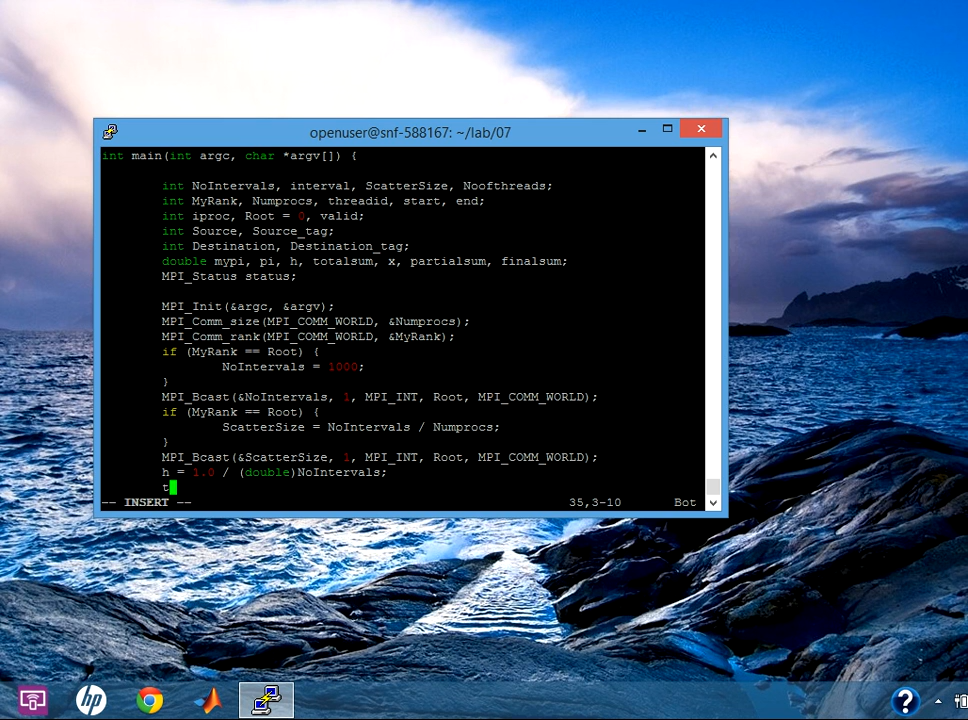 openuser@snf-588167: ~/lab/07
int main(int argc, char *argv[]) {
int NoIntervals, interval, ScatterSize, Noofthreads;
int MyRank, Numprocs, threadid, start, end;
int iproc, Root = 0, valid;
int Source, Source_tag;
int Destination, Destination_tag;
double mypi, pi, h, totalsum, x, partialsum, finalsum;
MPI_Status status;
MPI_Init(&argc, &argv);
MPI_Comm_size(MPI_COMM_WORLD, &Numprocs);
MPI_Comm_rank(MPI_COMM_WORLD, &MyRank);
if (MyRank == Root) {
NoIntervals = 1000;
}
MPI_Bcast(&NoIntervals, 1, MPI_INT, Root, MPI_COMM_WORLD);
if (MyRank == Root) {
ScatterSize = NoIntervals / Numprocs;
}
MPI_Bcast(&ScatterSize, 1, MPI_INT, Root, MPI_COMM_WORLD);
h = 1.0 / (double)NoIntervals;
t
-- INSERT -- 35,3-10 Bot
hp ?